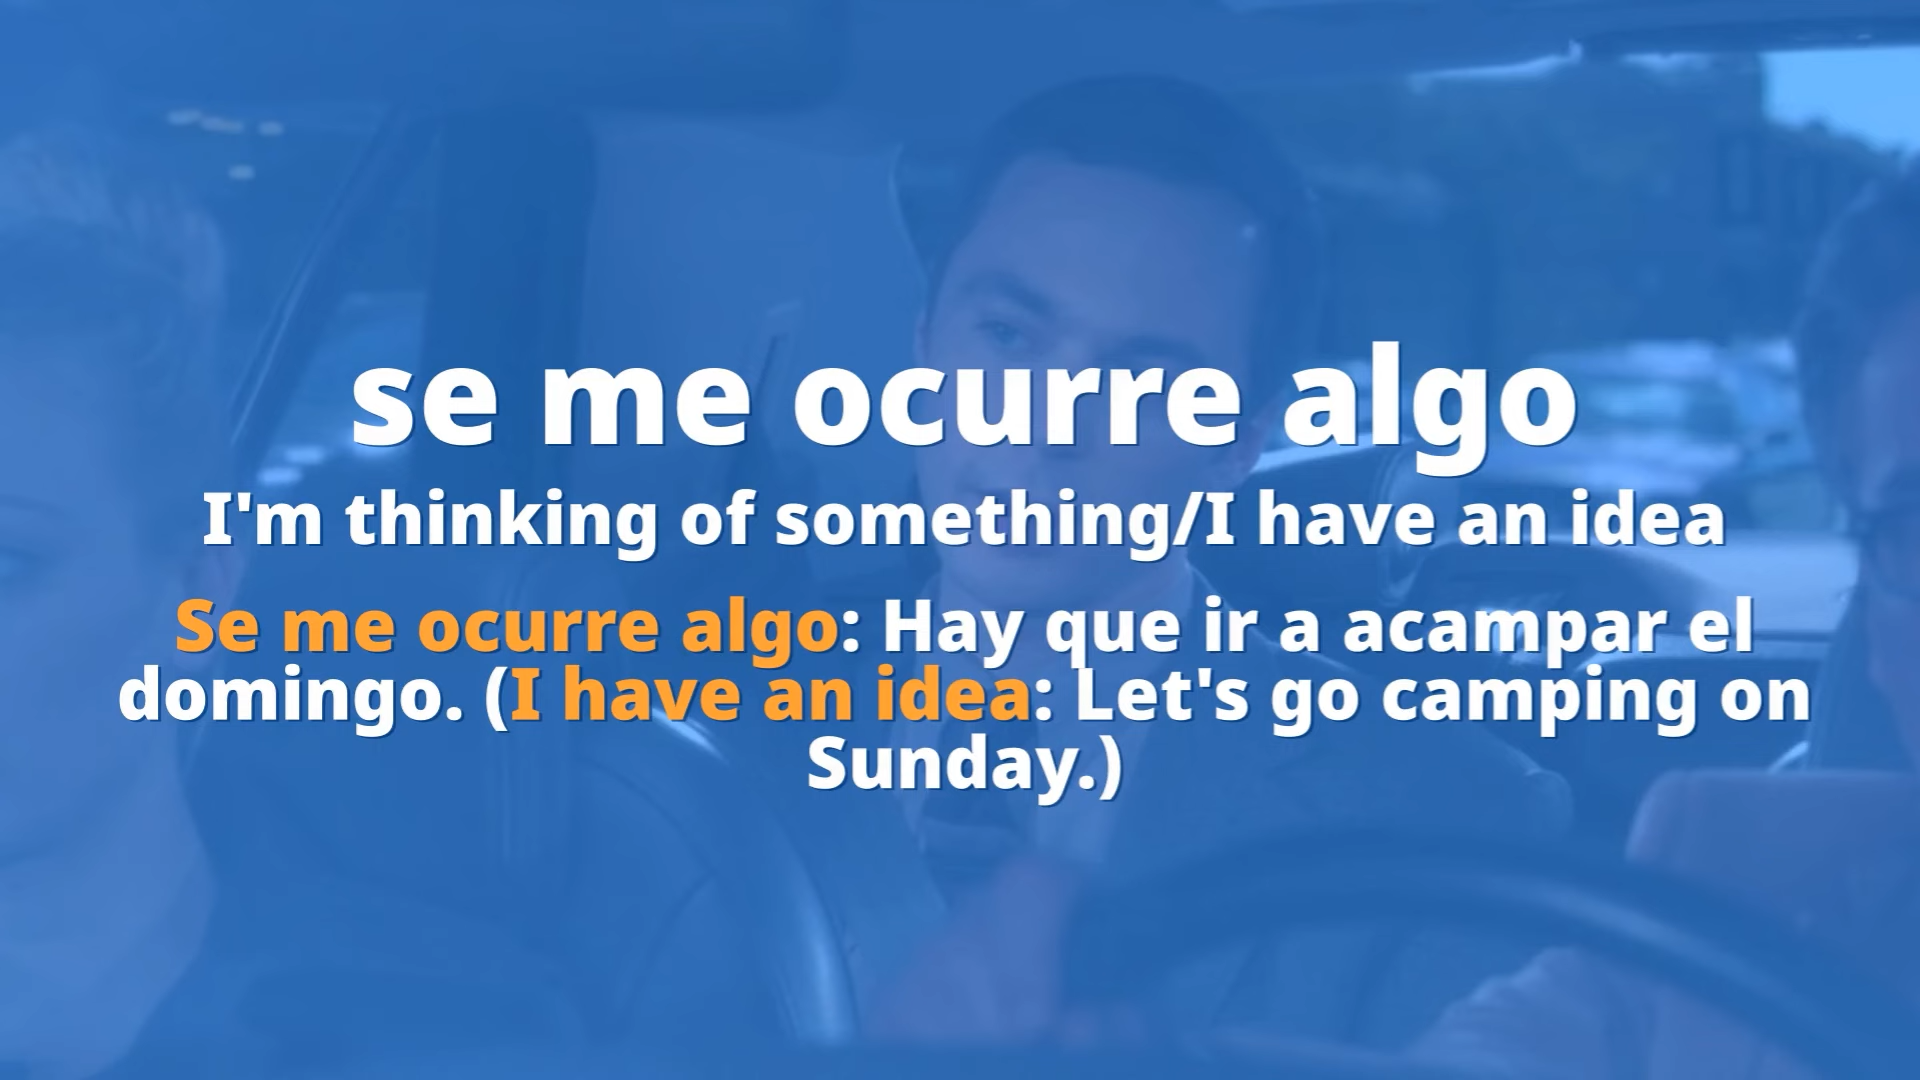 se me ocurre algo
I'm thinking of something/I have an idea
Se me ocurre algo: Hay que ir a acampar el
domingo. (I have an idea: Let's go camping on
Sunday.)